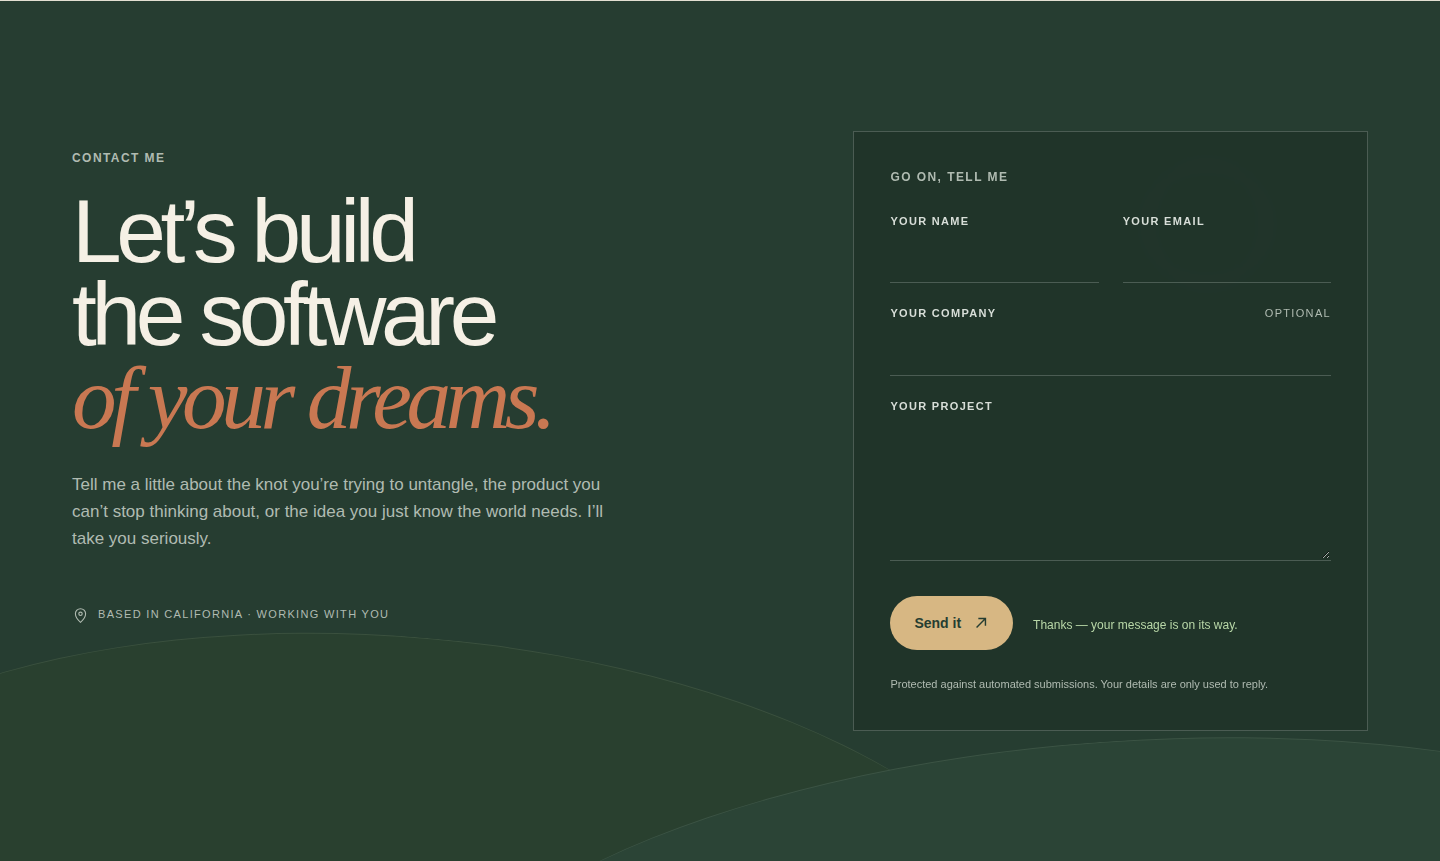 CONTACT ME
Let’s build
the software
of your dreams.
Tell me a little about the knot you’re trying to untangle, the product you
can’t stop thinking about, or the idea you just know the world needs. I’ll
take you seriously.
BASED IN CALIFORNIA · WORKING WITH YOU
GO ON, TELL ME
YOUR NAME
YOUR EMAIL
YOUR COMPANY
OPTIONAL
YOUR PROJECT
Send it
Thanks — your message is on its way.
Protected against automated submissions. Your details are only used to reply.